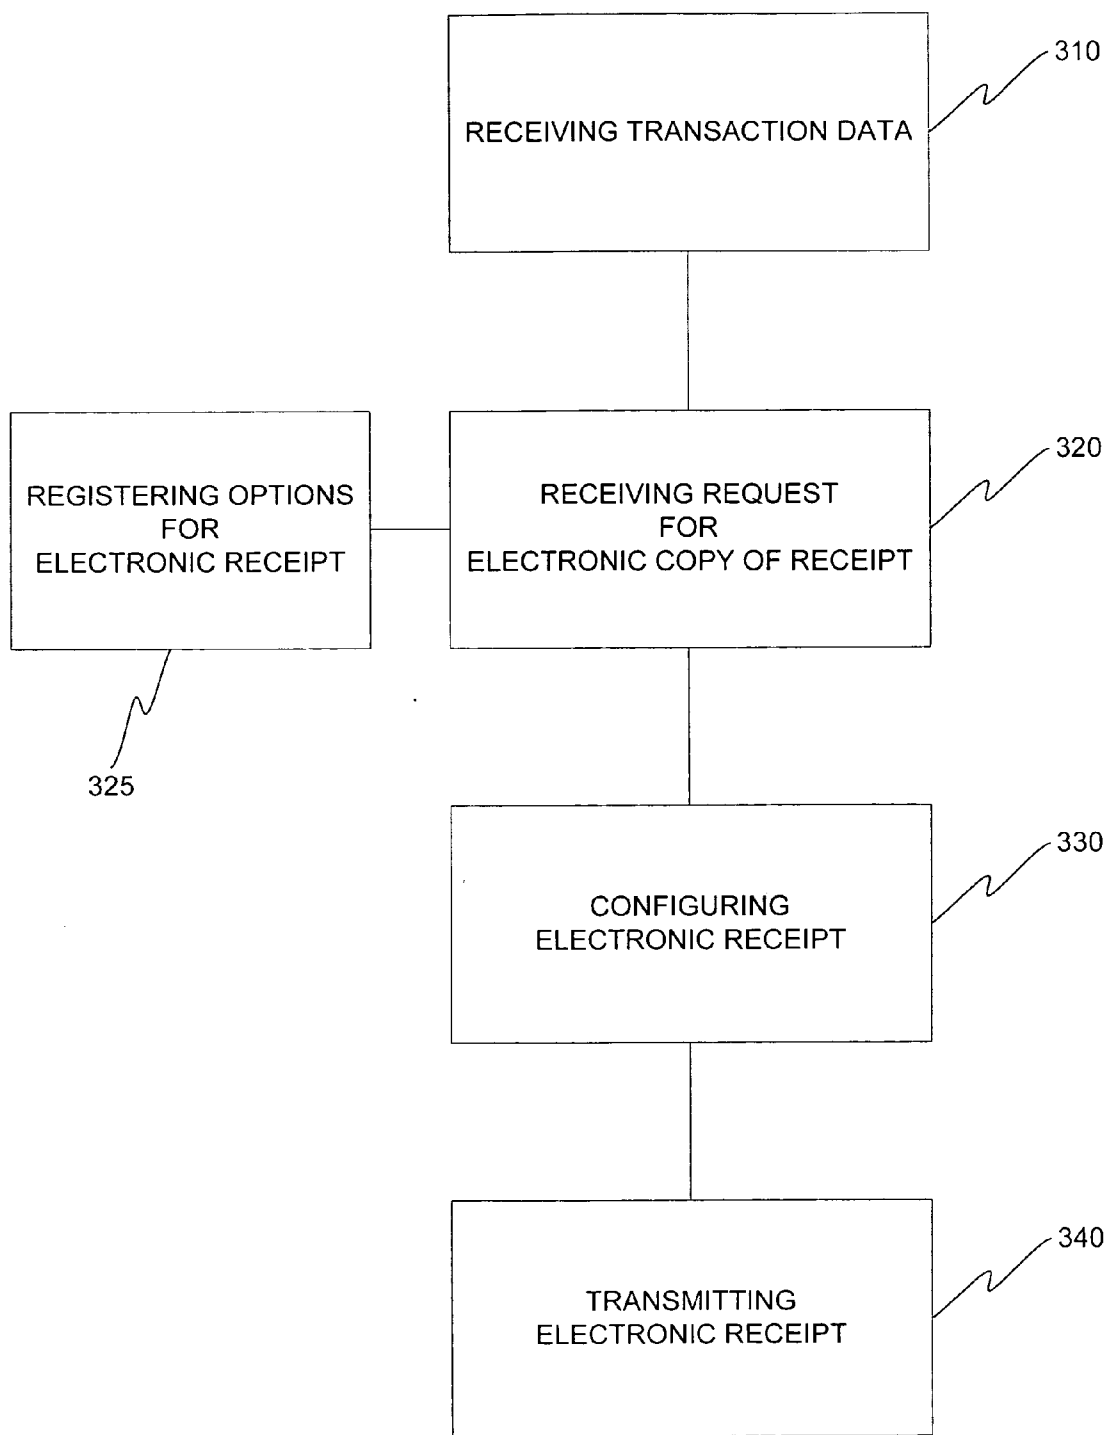 310
RECEIVING TRANSACTION DATA
320
REGISTERING OPTIONS
FOR
ELECTRONIC RECEIPT
RECEIVING REQUEST
FOR
ELECTRONIC COPY OF RECEIPT
325
330
CONFIGURING
ELECTRONIC RECEIPT
340
TRANSMITTING
ELECTRONIC RECEIPT